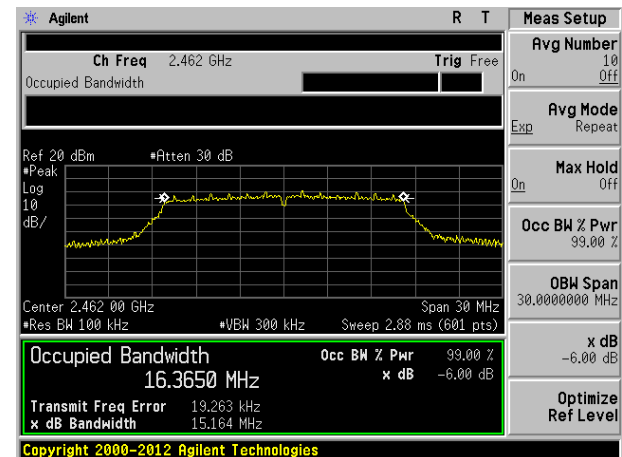 Agilent R T
Ch Freq 2.462 GHz Trig Free
Occupied Bandwidth
Ref 20 dBm #Atten 30 dB
#Peak
Log
10
dB/
Center 2.462 00 GHz Span 30 MHz
#Res BW 100 kHz #VBW 300 kHz Sweep 2.88 ms (601 pts)
Occupied Bandwidth Occ BW % Pwr 99.00 %
16.3650 MHz x dB -6.00 dB
Transmit Freq Error 19.263 kHz
x dB Bandwidth 15.164 MHz
Copyright 2000-2012 Agilent Technologies
Meas Setup
Avg Number
10
On Off
Avg Mode
Exp Repeat
Max Hold
On Off
Occ BW % Pwr
99.00 %
OBW Span
30.0000000 MHz
x dB
-6.00 dB
Optimize
Ref Level